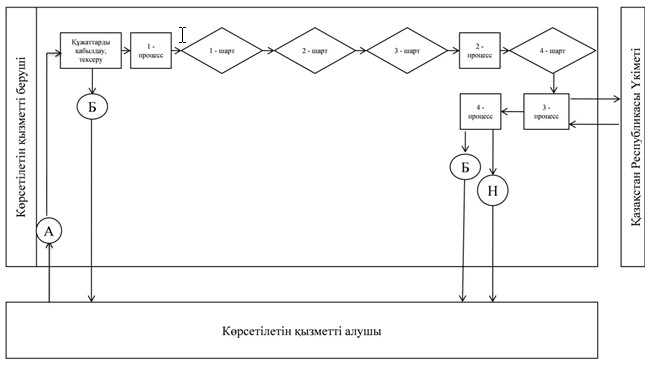 Көрсетілетін қызметті беруші
Құжаттарды
қабылдау,
тексеру
1 -
процесс
1 - шарт
2 - шарт
3 - шарт
2 -
процесс
4 - шарт
Б
4 -
процесс
3 -
процесс
Б
Н
А
Қазақстан Республикасы Үкіметі
Көрсетілетін қызметті алушы